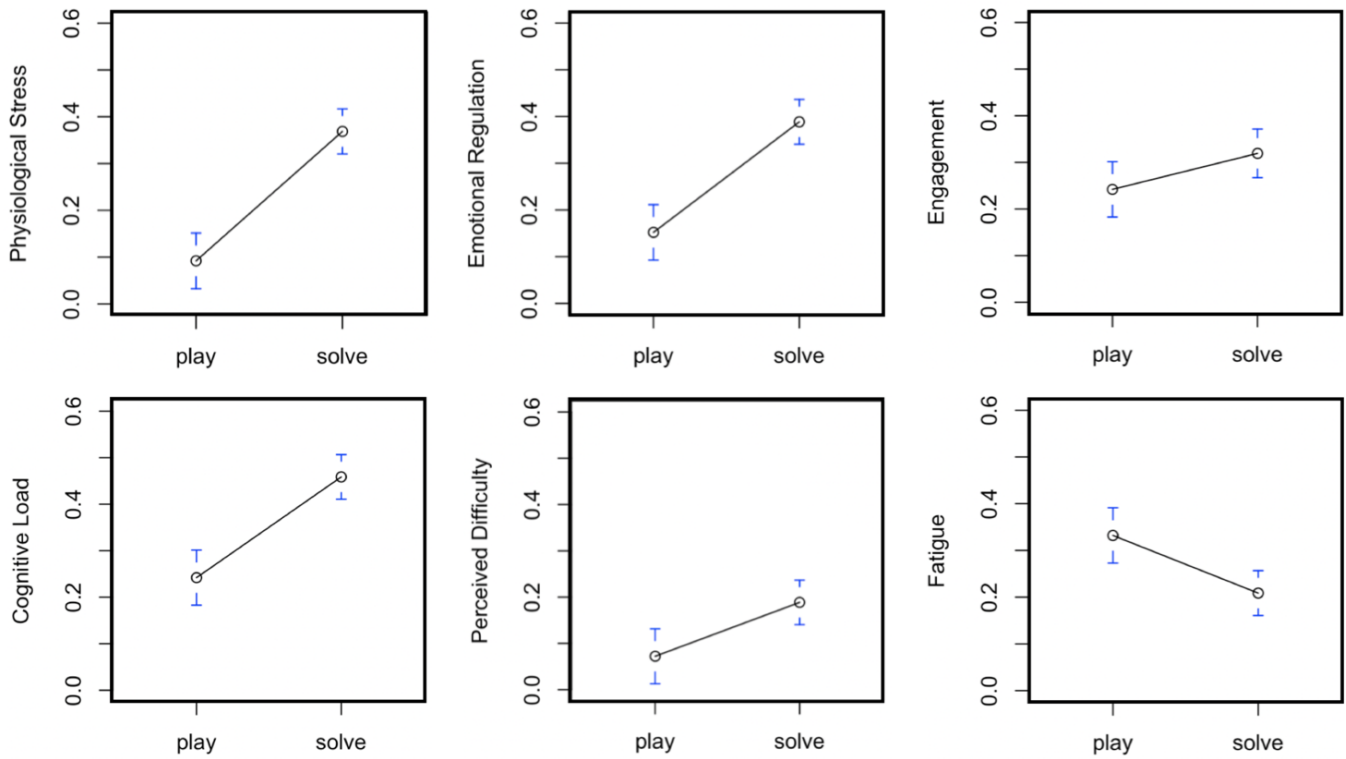 Physiological Stress
0.6
0.4
0.2
0.0
play solve
Emotional Regulation
0.6
0.4
0.2
0.0
play solve
Engagement
0.6
0.4
0.2
0.0
play solve
Cognitive Load
0.6
0.4
0.2
0.0
play solve
Perceived Difficulty
0.6
0.4
0.2
0.0
play solve
Fatigue
0.6
0.4
0.2
0.0
play solve